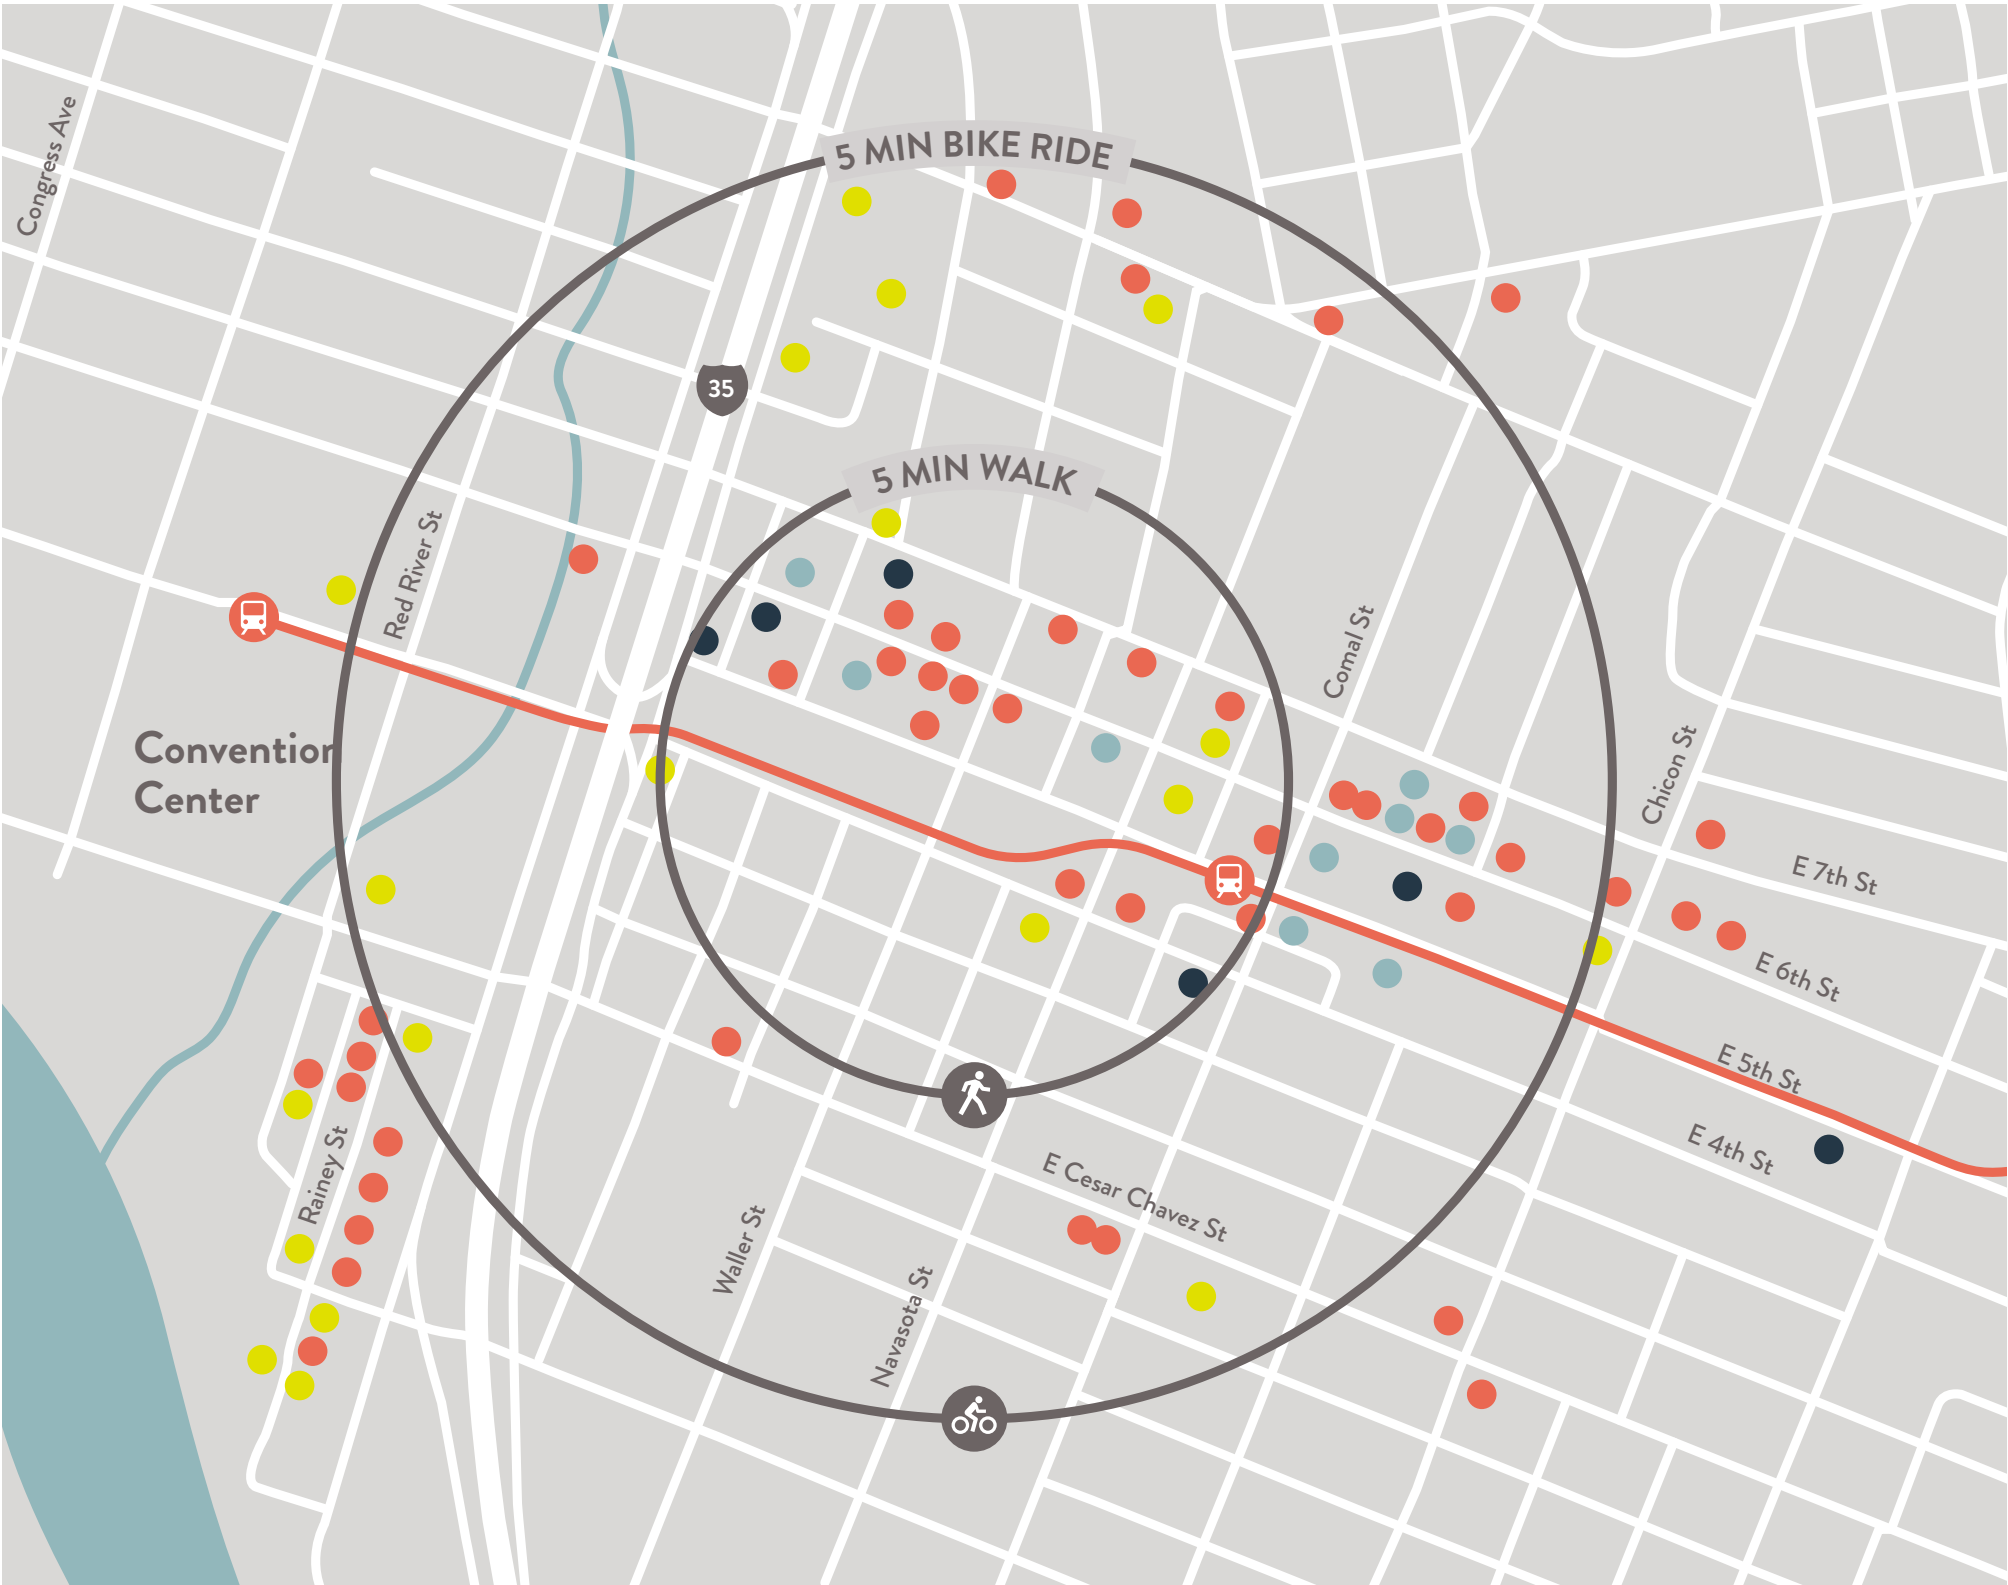 5 MIN BIKE RIDE
Congress Ave
35
5 MIN WALK
Red River St
Comal St
Convention
Center
Chicon St
E 7th St
E 6th St
E 5th St
E 4th St
Rainey St
E Cesar Chavez St
Waller St
Navasota St